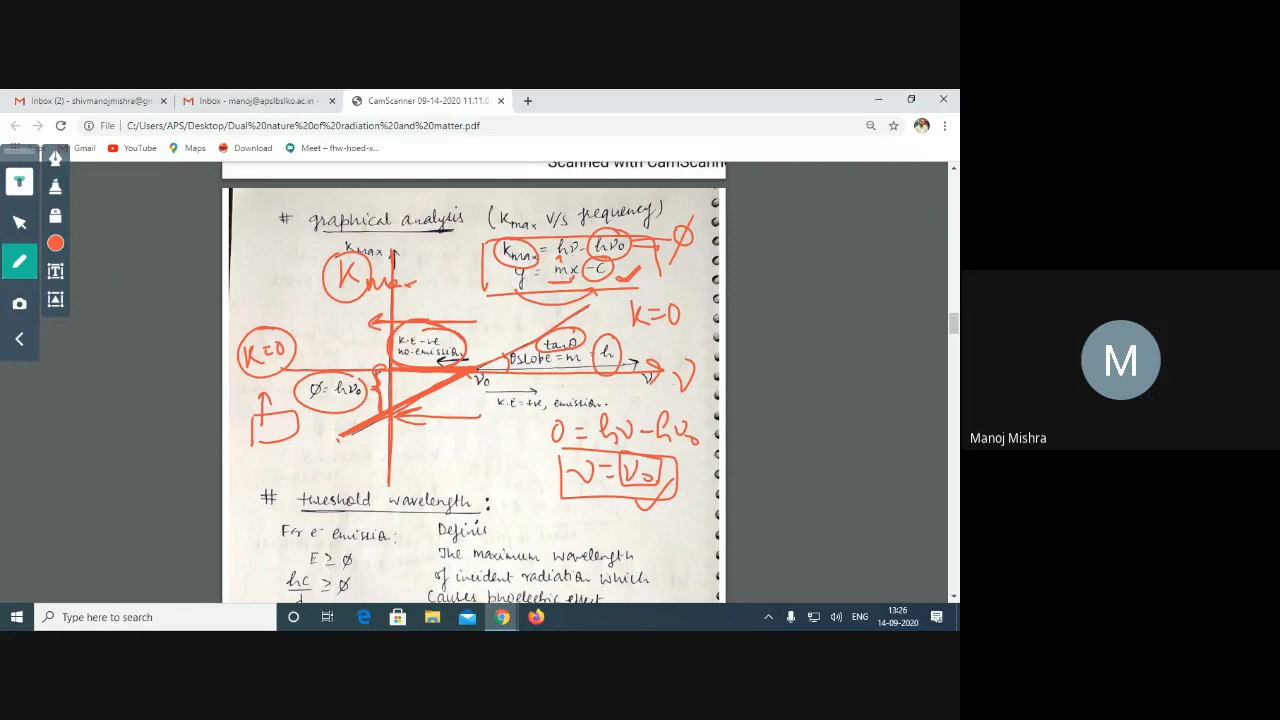 Inbox (2) - shivmanojmishra@gm
Inbox - manoj@apslbslko.ac.in -
CamScanner 09-14-2020 11.11.0
File
C:/Users/APS/Desktop/Dual%20nature%20of%20radiation%20and%20matter.pdf
Gmail
YouTube
Maps
Download
Meet – fhw-hoed-x...
Scanned with CamScann
# graphical analysis (Kmax V/s frequency)
Kmax
Kmax = hν - hν₀
ϕ
y = mx - C
K
K=0
K=0
K.E -ve
no-emission
tanθ
θ slope = m = h
ν
ν
ϕ = hν₀
ν₀
K.E = +ve, emission.
0 = hν - hν₀
ν = ν₀
# threshold wavelength :
For e⁻ emission:
E ≥ ϕ
hc
≥ ϕ
The maximum wavelength
of incident radiation which
Causes photoelectric effect
Type here to search
ENG
13:26
14-09-2020
M
Manoj Mishra